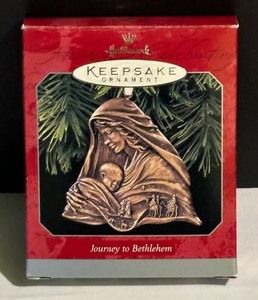 Hallmark
KEEPSAKE
ORNAMENT
Journey to Bethlehem